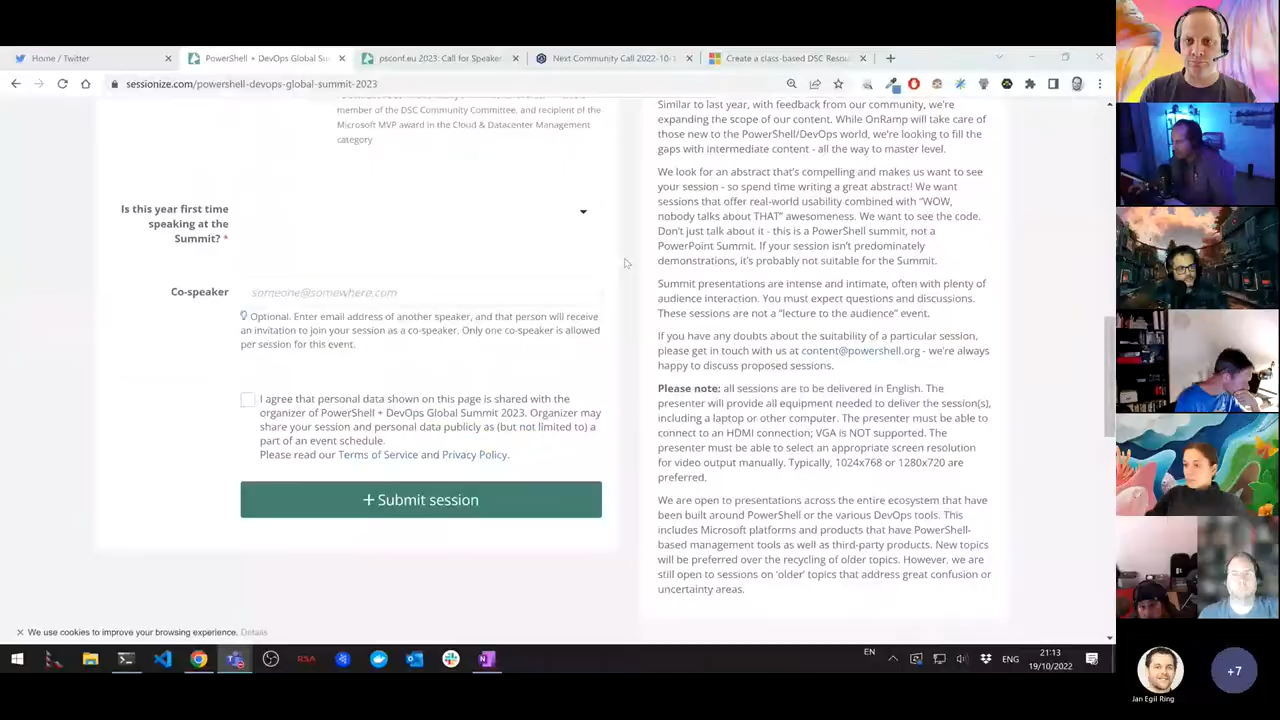 Home / Twitter
PowerShell + DevOps Global Su
psconf.eu 2023: Call for Speaker
Next Community Call 2022-10-1
Create a class-based DSC Resou
sessionize.com/powershell-devops-global-summit-2023
member of the DSC Community Committee, and recipient of the
Microsoft MVP award in the Cloud & Datacenter Management
category
Is this year first time
speaking at the
Summit? *
Co-speaker
someone@somewhere.com
Optional. Enter email address of another speaker, and that person will receive
an invitation to join your session as a co-speaker. Only one co-speaker is allowed
per session for this event.
I agree that personal data shown on this page is shared with the
organizer of PowerShell + DevOps Global Summit 2023. Organizer may
share your session and personal data publicly as (but not limited to) a
part of an event schedule.
Please read our Terms of Service and Privacy Policy.
+ Submit session
Similar to last year, with feedback from our community, we're
expanding the scope of our content. While OnRamp will take care of
those new to the PowerShell/DevOps world, we're looking to fill the
gaps with intermediate content - all the way to master level.
We look for an abstract that's compelling and makes us want to see
your session - so spend time writing a great abstract! We want
sessions that offer real-world usability combined with "WOW,
nobody talks about THAT" awesomeness. We want to see the code.
Don't just talk about it - this is a PowerShell summit, not a
PowerPoint Summit. If your session isn't predominately
demonstrations, it's probably not suitable for the Summit.
Summit presentations are intense and intimate, often with plenty of
audience interaction. You must expect questions and discussions.
These sessions are not a "lecture to the audience" event.
If you have any doubts about the suitability of a particular session,
please get in touch with us at content@powershell.org - we're always
happy to discuss proposed sessions.
Please note: all sessions are to be delivered in English. The
presenter will provide all equipment needed to deliver the session(s),
including a laptop or other computer. The presenter must be able to
connect to an HDMI connection; VGA is NOT supported. The
presenter must be able to select an appropriate screen resolution
for video output manually. Typically, 1024x768 or 1280x720 are
preferred.
We are open to presentations across the entire ecosystem that have
been built around PowerShell or the various DevOps tools. This
includes Microsoft platforms and products that have PowerShell-
based management tools as well as third-party products. New topics
will be preferred over the recycling of older topics. However, we are
still open to sessions on 'older' topics that address great confusion or
uncertainty areas.
We use cookies to improve your browsing experience. Details
RSA
EN
ENG
21:13
19/10/2022
Jan Egil Ring
+7